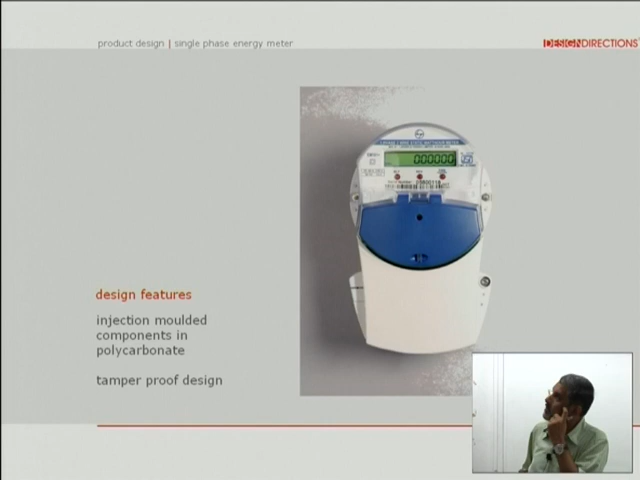 product design | single phase energy meter
DESIGNDIRECTIONS
000000
design features
injection moulded
components in
polycarbonate
tamper proof design